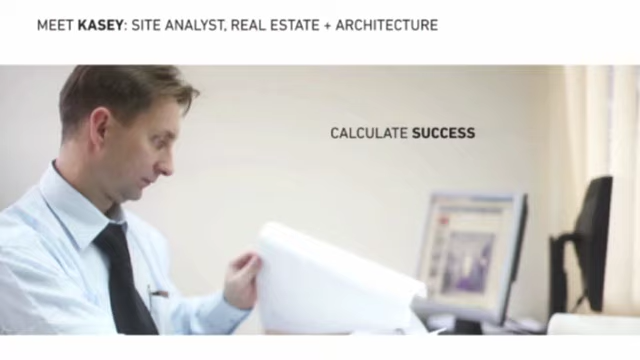 MEET KASEY: SITE ANALYST, REAL ESTATE + ARCHITECTURE
CALCULATE SUCCESS